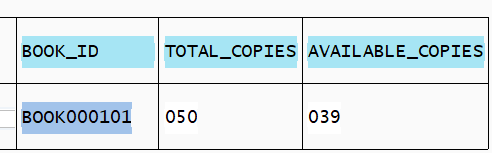 BOOK_ID TOTAL_COPIES AVAILABLE_COPIES
BOOK000101 050 039